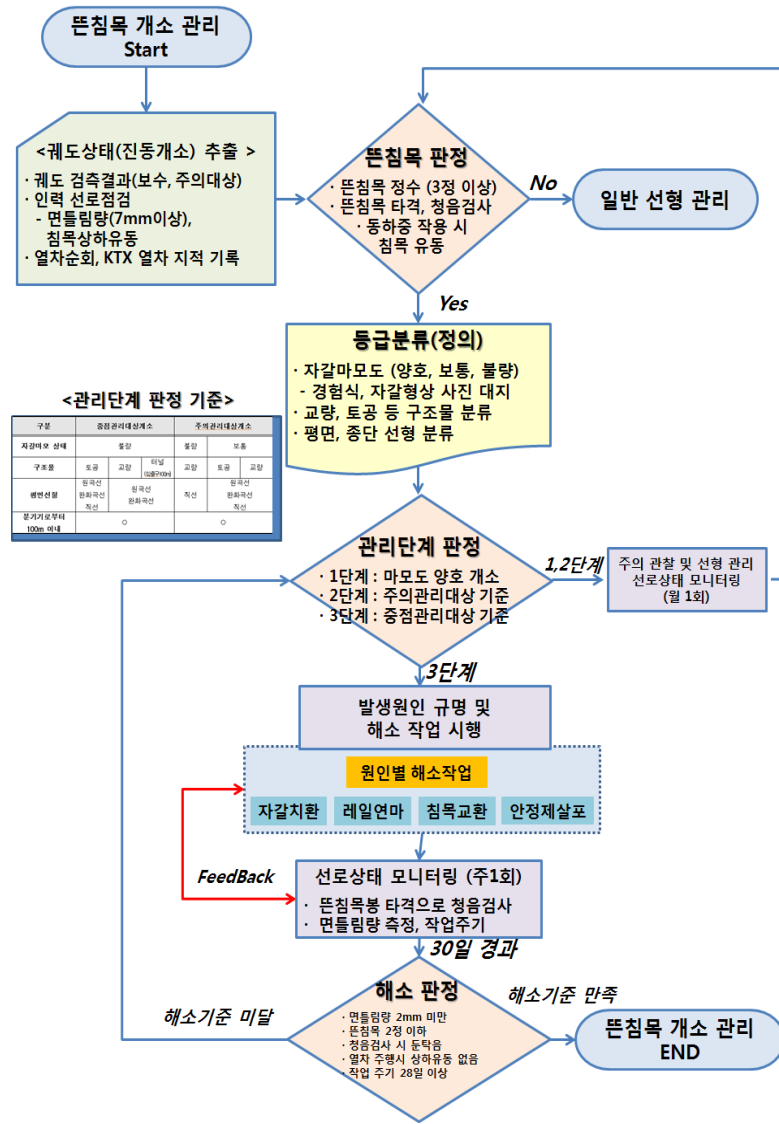 뜬침목 개소 관리
Start
<궤도상태(진동개소) 추출 >
· 궤도 검측결과(보수, 주의대상)
· 인력 선로점검
- 면틀림량(7mm이상),
침목상하유동
· 열차순회, KTX 열차 지적 기록
뜬침목 판정
· 뜬침목 정수 (3정 이상)
· 뜬침목 타격, 청음검사
· 동하중 작용 시
침목 유동
No
일반 선형 관리
Yes
등급분류(정의)
· 자갈마모도 (양호, 보통, 불량)
- 경험식, 자갈형상 사진 대지
· 교량, 토공 등 구조물 분류
· 평면, 종단 선형 분류
<관리단계 판정 기준>
구분 중점관리대상개소 주의관리대상개소
자갈마모 상태 불량 불량 보통
구조물 토공 교량 터널 교량 토공 교량
평면선형 원곡선 완화곡선 직선 원곡선 완화곡선 직선 원곡선 완화곡선 직선
분기기로부터 100m 이내 ○ ○
관리단계 판정
· 1단계 : 마모도 양호 개소
· 2단계 : 주의관리대상 기준
· 3단계 : 중점관리대상 기준
1,2단계
주의 관찰 및 선형 관리
선로상태 모니터링
(월 1회)
3단계
발생원인 규명 및
해소 작업 시행
원인별 해소작업
자갈치환 레일연마 침목교환 안정제살포
FeedBack
선로상태 모니터링 (주1회)
· 뜬침목봉 타격으로 청음검사
· 면틀림량 측정, 작업주기
30일 경과
해소 판정
· 면틀림량 2mm 미만
· 뜬침목 2정 이하
· 청음검사 시 둔탁음
· 열차 주행시 상하유동 없음
· 작업 주기 28일 이상
해소기준 미달
해소기준 만족
뜬침목 개소 관리
END